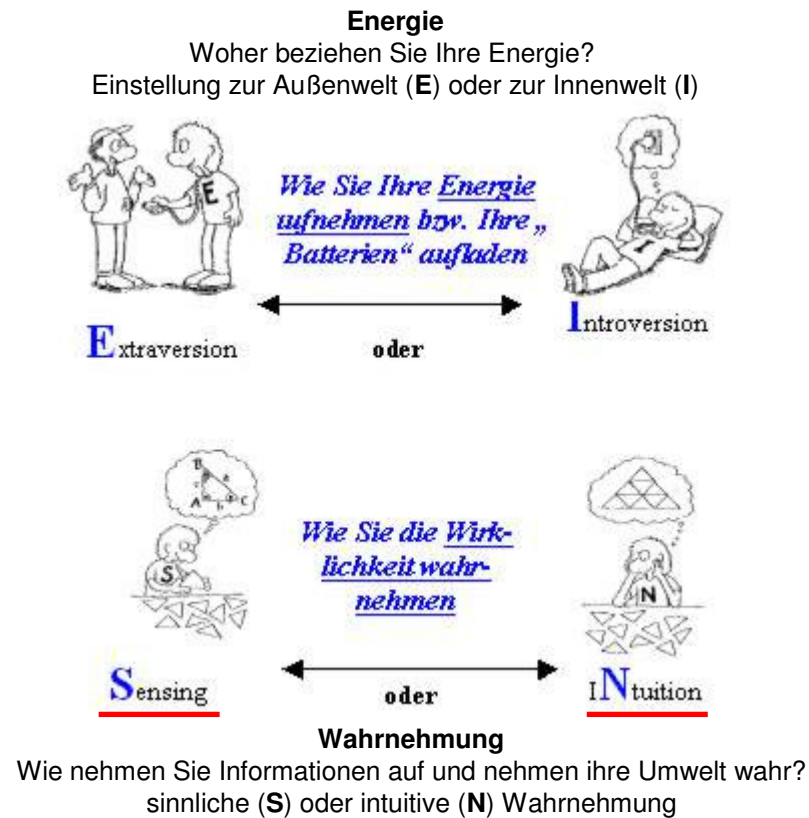 Energie
Woher beziehen Sie Ihre Energie?
Einstellung zur Außenwelt (E) oder zur Innenwelt (I)
E
I
Wie Sie Ihre Energie
ufnehmen bzw. Ihre „
Batterien“ aufladen
Extraversion
oder
Introversion
B
c
a
A
b
C
S
N
Wie Sie die Wirk-
lichkeit wahr-
nehmen
Sensing
oder
INtuition
Wahrnehmung
Wie nehmen Sie Informationen auf und nehmen ihre Umwelt wahr?
sinnliche (S) oder intuitive (N) Wahrnehmung